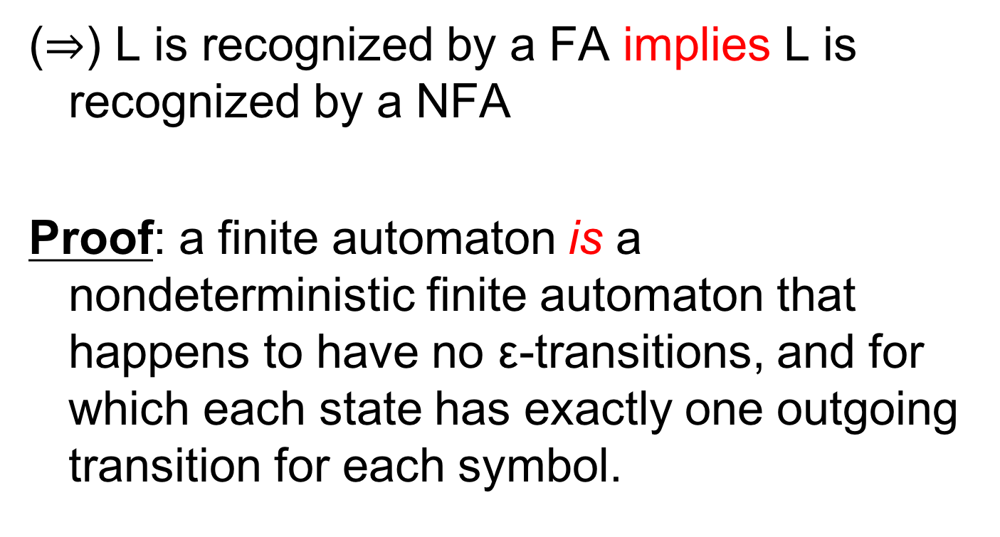 (⇒) L is recognized by a FA implies L is
recognized by a NFA
Proof: a finite automaton is a
nondeterministic finite automaton that
happens to have no ε-transitions, and for
which each state has exactly one outgoing
transition for each symbol.